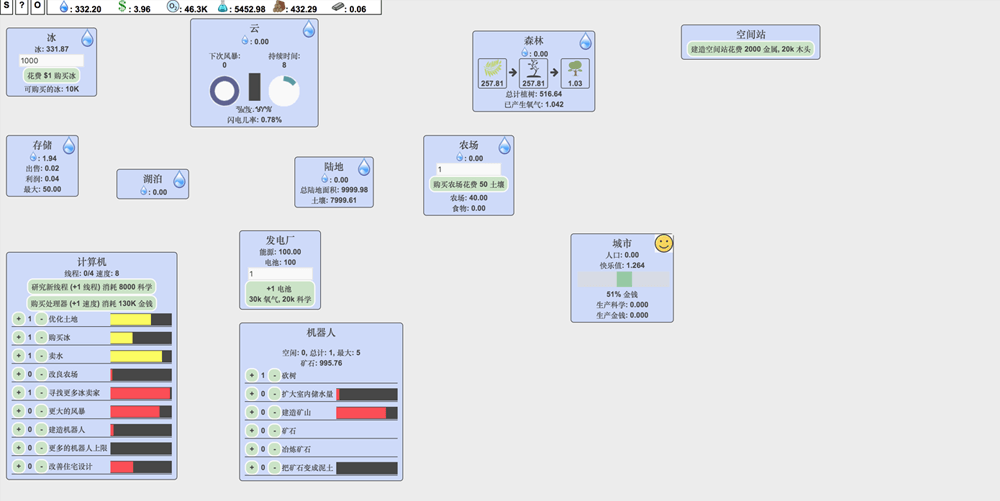 S ? O : 332.20 $ : 3.96 O₂ : 46.3K : 5452.98 : 432.29 : 0.06
冰
冰: 331.87
1000
花费 $1 购买冰
可购买的冰: 10K
云
: 0.00
下次风暴: 持续时间:
0 8
闪电几率: 0.78%
森林
: 0.00
257.81 257.81 1.03
总计植树: 516.64
已产生氧气: 1.042
空间站
建造空间站花费 2000 金属, 20k 木头
存储
: 1.94
出售: 0.02
利润: 0.04
最大: 50.00
湖泊
: 0.00
陆地
: 0.00
总陆地面积: 9999.98
土壤: 7999.61
农场
: 0.00
1
购买农场花费 50 土壤
农场: 40.00
食物: 0.00
发电厂
能源: 100.00
电池: 100
1
+1 电池
30k 氧气, 20k 科学
城市
人口: 0.00
快乐值: 1.264
51% 金钱
生产科学: 0.000
生产金钱: 0.000
计算机
线程: 0/4 速度: 8
研究新线程 (+1 线程) 消耗 8000 科学
购买处理器 (+1 速度) 消耗 130K 金钱
+ 1 - 优化土地
+ 1 - 购买冰
+ 1 - 卖水
+ 0 - 改良农场
+ 1 - 寻找更多冰卖家
+ 0 - 更大的风暴
+ 0 - 建造机器人
+ 0 - 更多的机器人上限
+ 0 - 改善住宅设计
机器人
空闲: 0, 总计: 1, 最大: 5
矿石: 995.76
+ 1 - 砍树
+ 0 - 扩大室内储水量
+ 0 - 建造矿山
+ 0 - 矿石
+ 0 - 冶炼矿石
+ 0 - 把矿石变成泥土